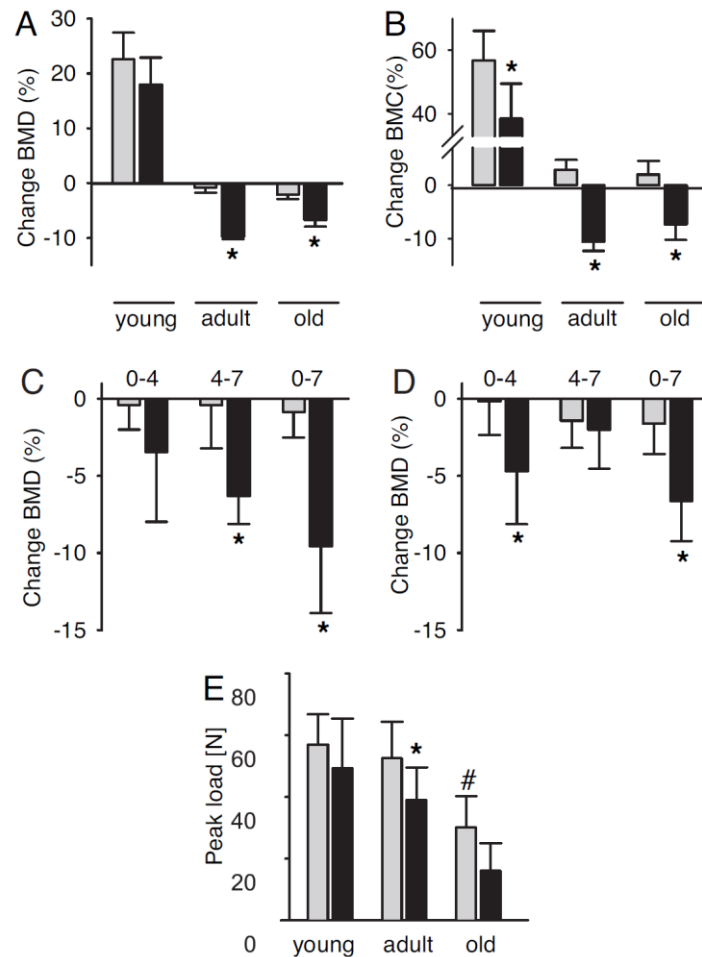 A
Change BMD (%)
30
20
10
0
-10
*
*
young
adult
old
B
Change BMC(%)
60
40
0
-10
*
*
*
young
adult
old
C
Change BMD (%)
0-4
4-7
0-7
0
-5
-10
-15
*
*
D
Change BMD (%)
0-4
4-7
0-7
0
-5
-10
-15
*
*
E
Peak load [N]
80
60
40
20
0
*
#
young
adult
old